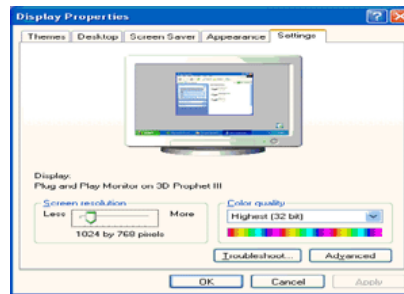 Display Properties
Themes Desktop Screen Saver Appearance Settings
Display:
Plug and Play Monitor on 3D Prophet III
Screen resolution
Less More
1024 by 768 pixels
Color quality
Highest (32 bit)
Troubleshoot... Advanced
OK Cancel Apply